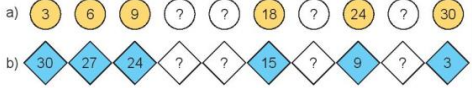 a) 3 6 9 ? ? 18 ? 24 ? 30
b) 30 27 24 ? ? 15 ? 9 ? 3